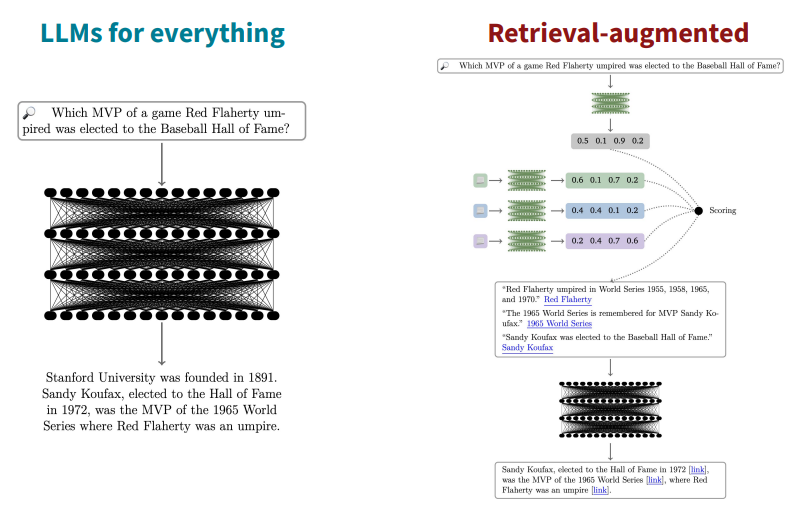 LLMs for everything
Which MVP of a game Red Flaherty um-
pired was elected to the Baseball Hall of Fame?
Stanford University was founded in 1891.
Sandy Koufax, elected to the Hall of Fame
in 1972, was the MVP of the 1965 World
Series where Red Flaherty was an umpire.
Retrieval-augmented
Which MVP of a game Red Flaherty umpired was elected to the Baseball Hall of Fame?
0.5 0.1 0.9 0.2
0.6 0.1 0.7 0.2
0.4 0.4 0.1 0.2
Scoring
0.2 0.4 0.7 0.6
“Red Flaherty umpired in World Series 1955, 1958, 1965,
and 1970.” Red Flaherty
“The 1965 World Series is remembered for MVP Sandy Ko-
ufax.” 1965 World Series
“Sandy Koufax was elected to the Baseball Hall of Fame.”
Sandy Koufax
Sandy Koufax, elected to the Hall of Fame in 1972 [link],
was the MVP of the 1965 World Series [link], where Red
Flaherty was an umpire [link].